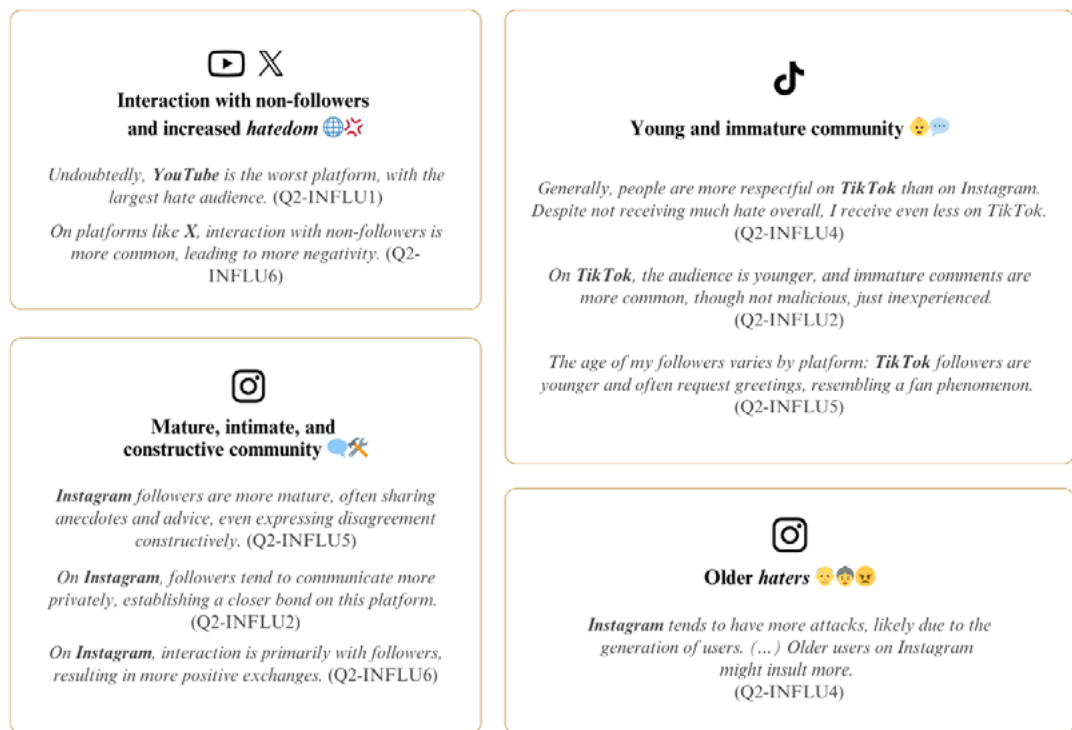 Interaction with non-followers
and increased hatedom
Undoubtedly, YouTube is the worst platform, with the
largest hate audience. (Q2-INFLU1)
On platforms like X, interaction with non-followers is
more common, leading to more negativity. (Q2-
INFLU6)
Mature, intimate, and
constructive community
Instagram followers are more mature, often sharing
anecdotes and advice, even expressing disagreement
constructively. (Q2-INFLU5)
On Instagram, followers tend to communicate more
privately, establishing a closer bond on this platform.
(Q2-INFLU2)
On Instagram, interaction is primarily with followers,
resulting in more positive exchanges. (Q2-INFLU6)
Young and immature community
Generally, people are more respectful on TikTok than on Instagram.
Despite not receiving much hate overall, I receive even less on TikTok.
(Q2-INFLU4)
On TikTok, the audience is younger, and immature comments are
more common, though not malicious, just inexperienced.
(Q2-INFLU2)
The age of my followers varies by platform: TikTok followers are
younger and often request greetings, resembling a fan phenomenon.
(Q2-INFLU5)
Older haters
Instagram tends to have more attacks, likely due to the
generation of users. (...) Older users on Instagram
might insult more.
(Q2-INFLU4)